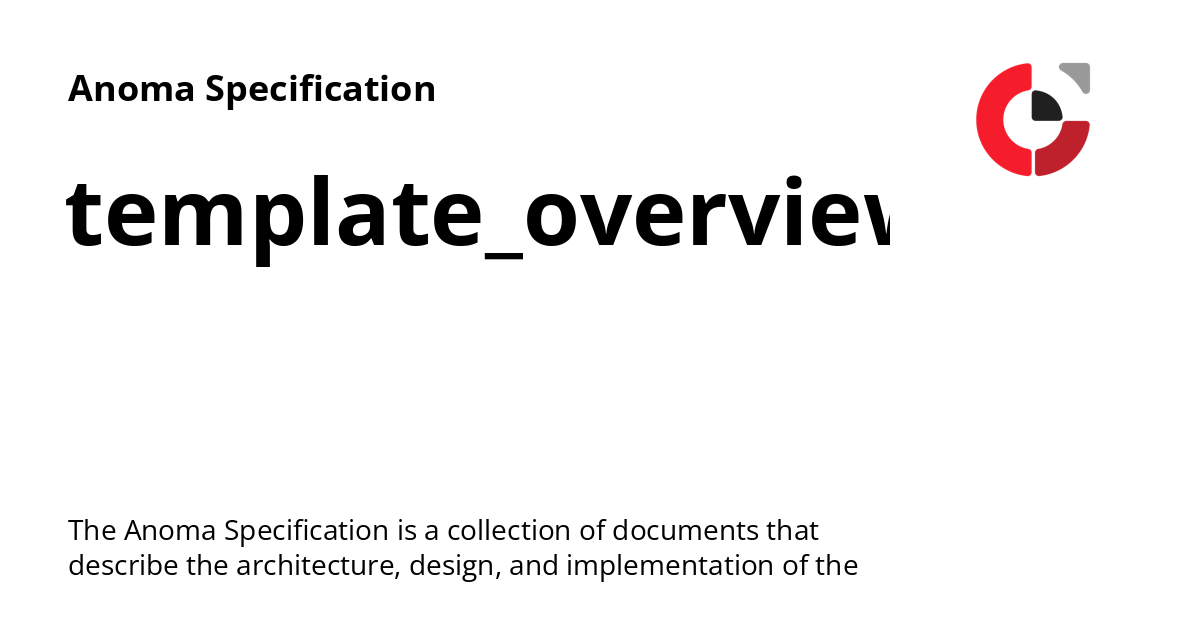 Anoma Specification
template_overview
The Anoma Specification is a collection of documents that
describe the architecture, design, and implementation of the